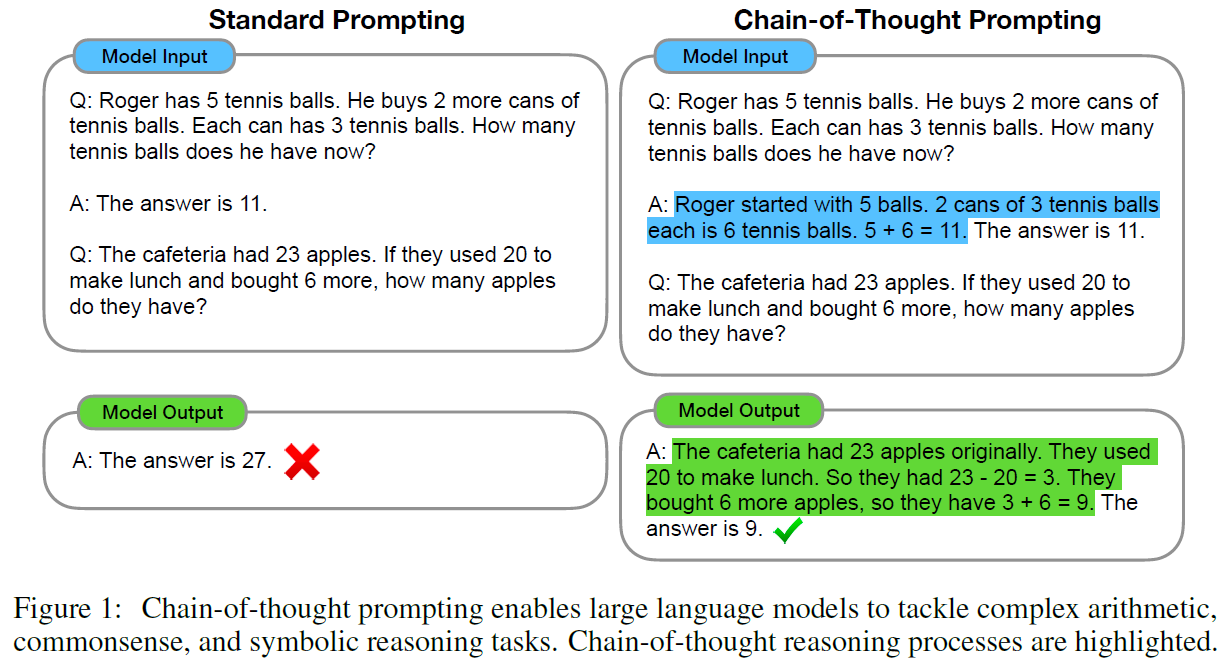 Standard Prompting
Model Input
Q: Roger has 5 tennis balls. He buys 2 more cans of
tennis balls. Each can has 3 tennis balls. How many
tennis balls does he have now?
A: The answer is 11.
Q: The cafeteria had 23 apples. If they used 20 to
make lunch and bought 6 more, how many apples
do they have?
Model Output
A: The answer is 27.
Chain-of-Thought Prompting
Model Input
Q: Roger has 5 tennis balls. He buys 2 more cans of
tennis balls. Each can has 3 tennis balls. How many
tennis balls does he have now?
A: Roger started with 5 balls. 2 cans of 3 tennis balls
each is 6 tennis balls. 5 + 6 = 11. The answer is 11.
Q: The cafeteria had 23 apples. If they used 20 to
make lunch and bought 6 more, how many apples
do they have?
Model Output
A: The cafeteria had 23 apples originally. They used
20 to make lunch. So they had 23 - 20 = 3. They
bought 6 more apples, so they have 3 + 6 = 9. The
answer is 9.
Figure 1: Chain-of-thought prompting enables large language models to tackle complex arithmetic,
commonsense, and symbolic reasoning tasks. Chain-of-thought reasoning processes are highlighted.